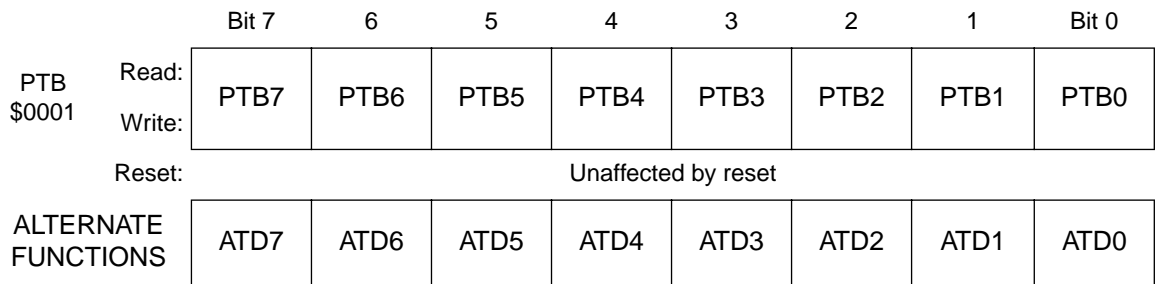 Bit 7 6 5 4 3 2 1 Bit 0
PTB
$0001
Read:
Write:
PTB7 PTB6 PTB5 PTB4 PTB3 PTB2 PTB1 PTB0
Reset: Unaffected by reset
ALTERNATE
FUNCTIONS
ATD7 ATD6 ATD5 ATD4 ATD3 ATD2 ATD1 ATD0